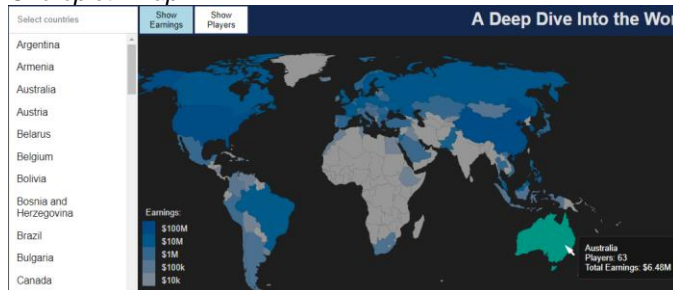 Select countries
Show Earnings
Show Players
A Deep Dive Into the Wor
Argentina
Armenia
Australia
Austria
Belarus
Belgium
Bolivia
Bosnia and
Herzegovina
Brazil
Bulgaria
Canada
Earnings:
$100M
$10M
$1M
$100k
$10k
Australia
Players: 63
Total Earnings: $6.48M